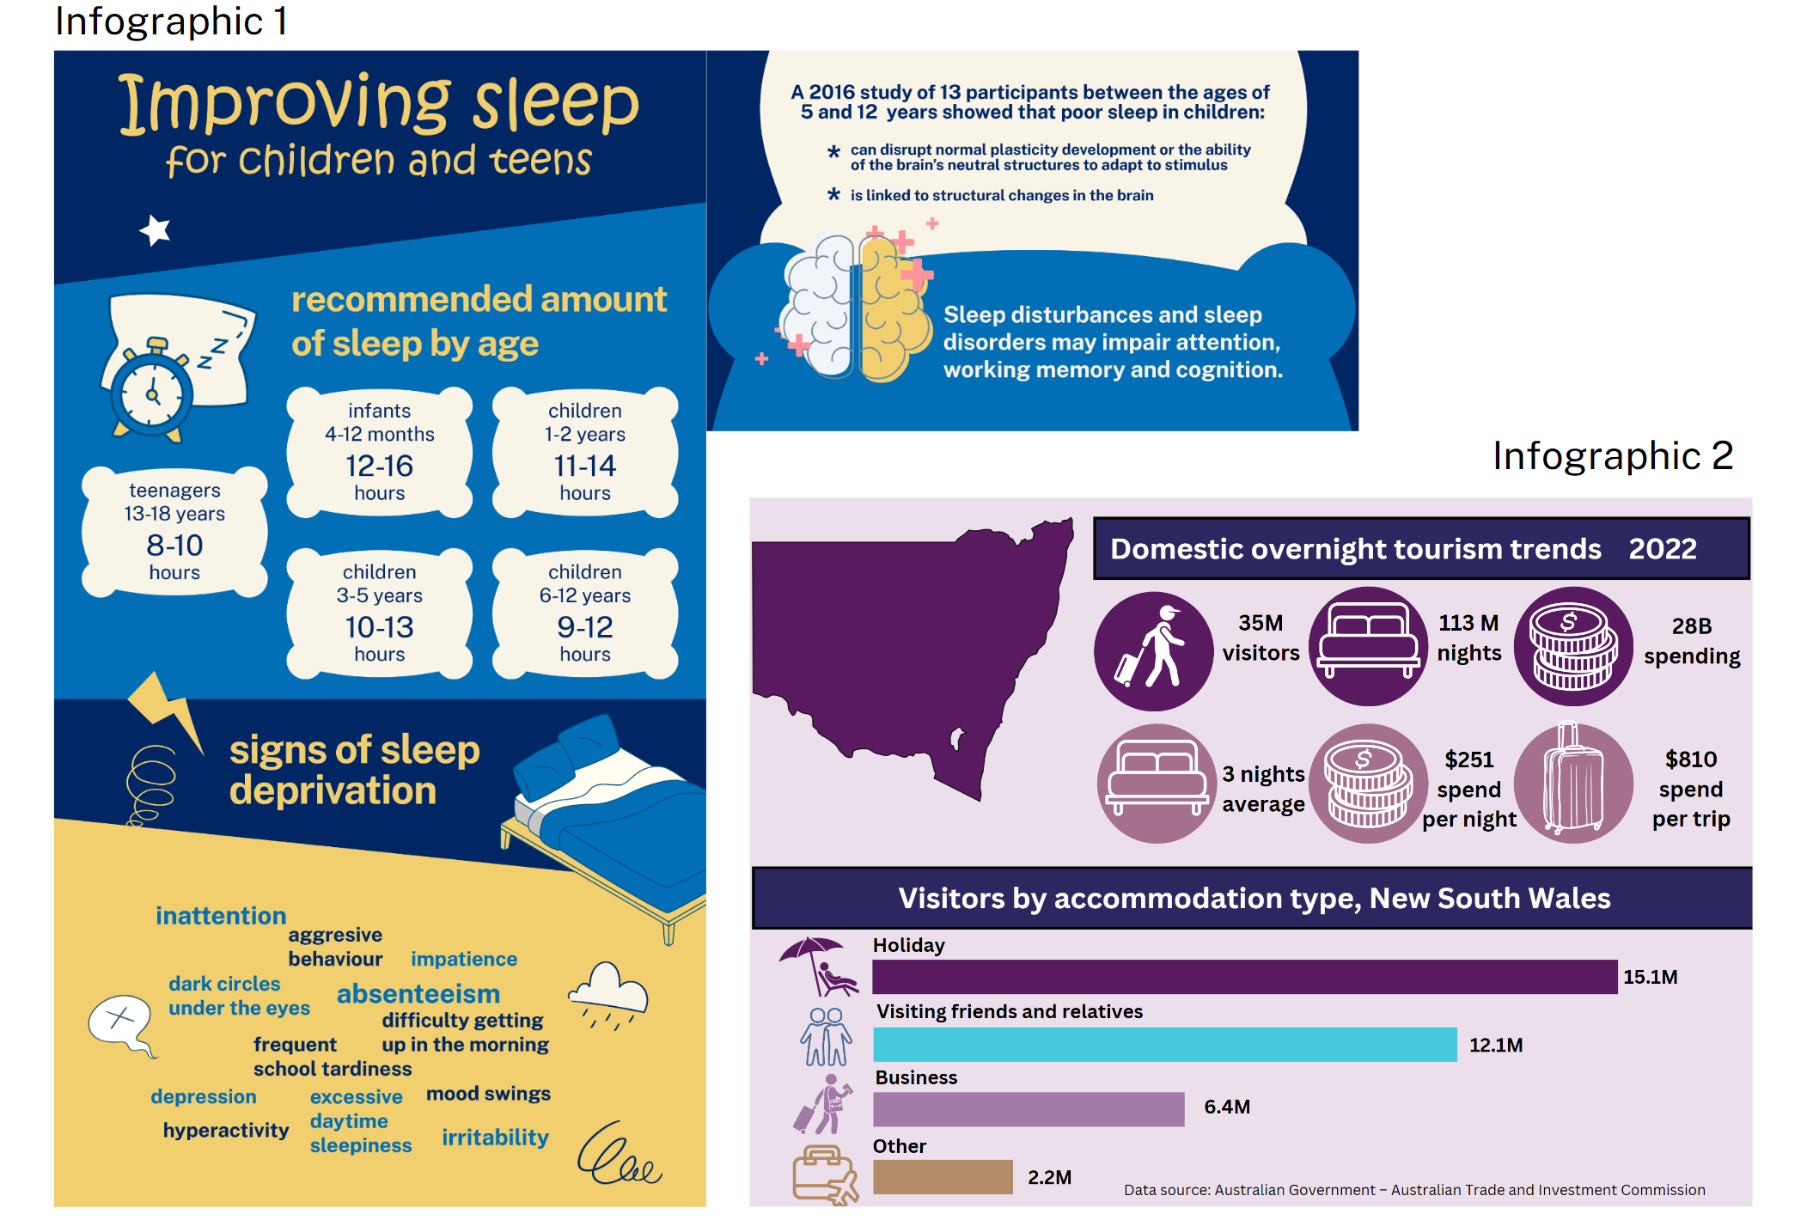 Infographic 1
Improving sleep
for children and teens
recommended amount
of sleep by age
z
z
z
infants
4-12 months
12-16
hours
children
1-2 years
11-14
hours
teenagers
13-18 years
8-10
hours
children
3-5 years
10-13
hours
children
6-12 years
9-12
hours
signs of sleep
deprivation
inattention
aggresive
behaviour
impatience
dark circles
under the eyes
absenteeism
difficulty getting
up in the morning
frequent
school tardiness
depression
excessive
daytime
sleepiness
mood swings
hyperactivity
irritability
A 2016 study of 13 participants between the ages of
5 and 12 years showed that poor sleep in children:
* can disrupt normal plasticity development or the ability
of the brain's neutral structures to adapt to stimulus
* is linked to structural changes in the brain
Sleep disturbances and sleep
disorders may impair attention,
working memory and cognition.
Infographic 2
Domestic overnight tourism trends 2022
35M
visitors
113 M
nights
$
28B
spending
3 nights
average
$
$251
spend
per night
$810
spend
per trip
Visitors by accommodation type, New South Wales
Holiday
15.1M
Visiting friends and relatives
12.1M
Business
6.4M
Other
2.2M
Data source: Australian Government – Australian Trade and Investment Commission